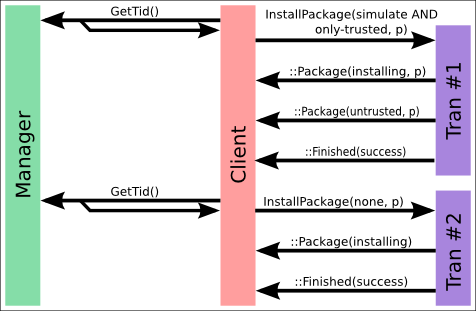 GetTid()
InstallPackage(simulate AND
only-trusted, p)
::Package(installing, p)
::Package(untrusted, p)
::Finished(success)
Manager
Client
Tran #1
GetTid()
InstallPackage(none, p)
::Package(installing)
::Finished(success)
Tran #2